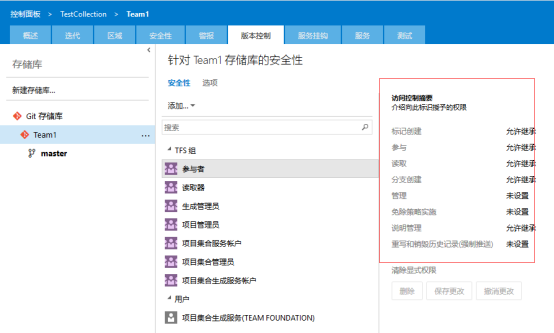 控制面板 > TestCollection > Team1
概述 迭代 区域 安全性 警报 版本控制 服务挂钩 服务 测试
存储库
新建存储库...
Git 存储库
Team1 ...
master
针对 Team1 存储库的安全性
安全性 选项
添加...
搜索
TFS 组
参与者
读取器
生成管理员
项目管理员
项目集合服务帐户
项目集合管理员
项目集合生成服务帐户
用户
项目集合生成服务(TEAM FOUNDATION)
访问控制摘要
介绍向此标识授予的权限
标记创建 允许继承
参与 允许继承
读取 允许继承
分支创建 允许继承
管理 未设置
免除策略实施 未设置
说明管理 允许继承
重写和销毁历史记录(强制推送) 未设置
清除显式权限
删除 保存更改 撤消更改